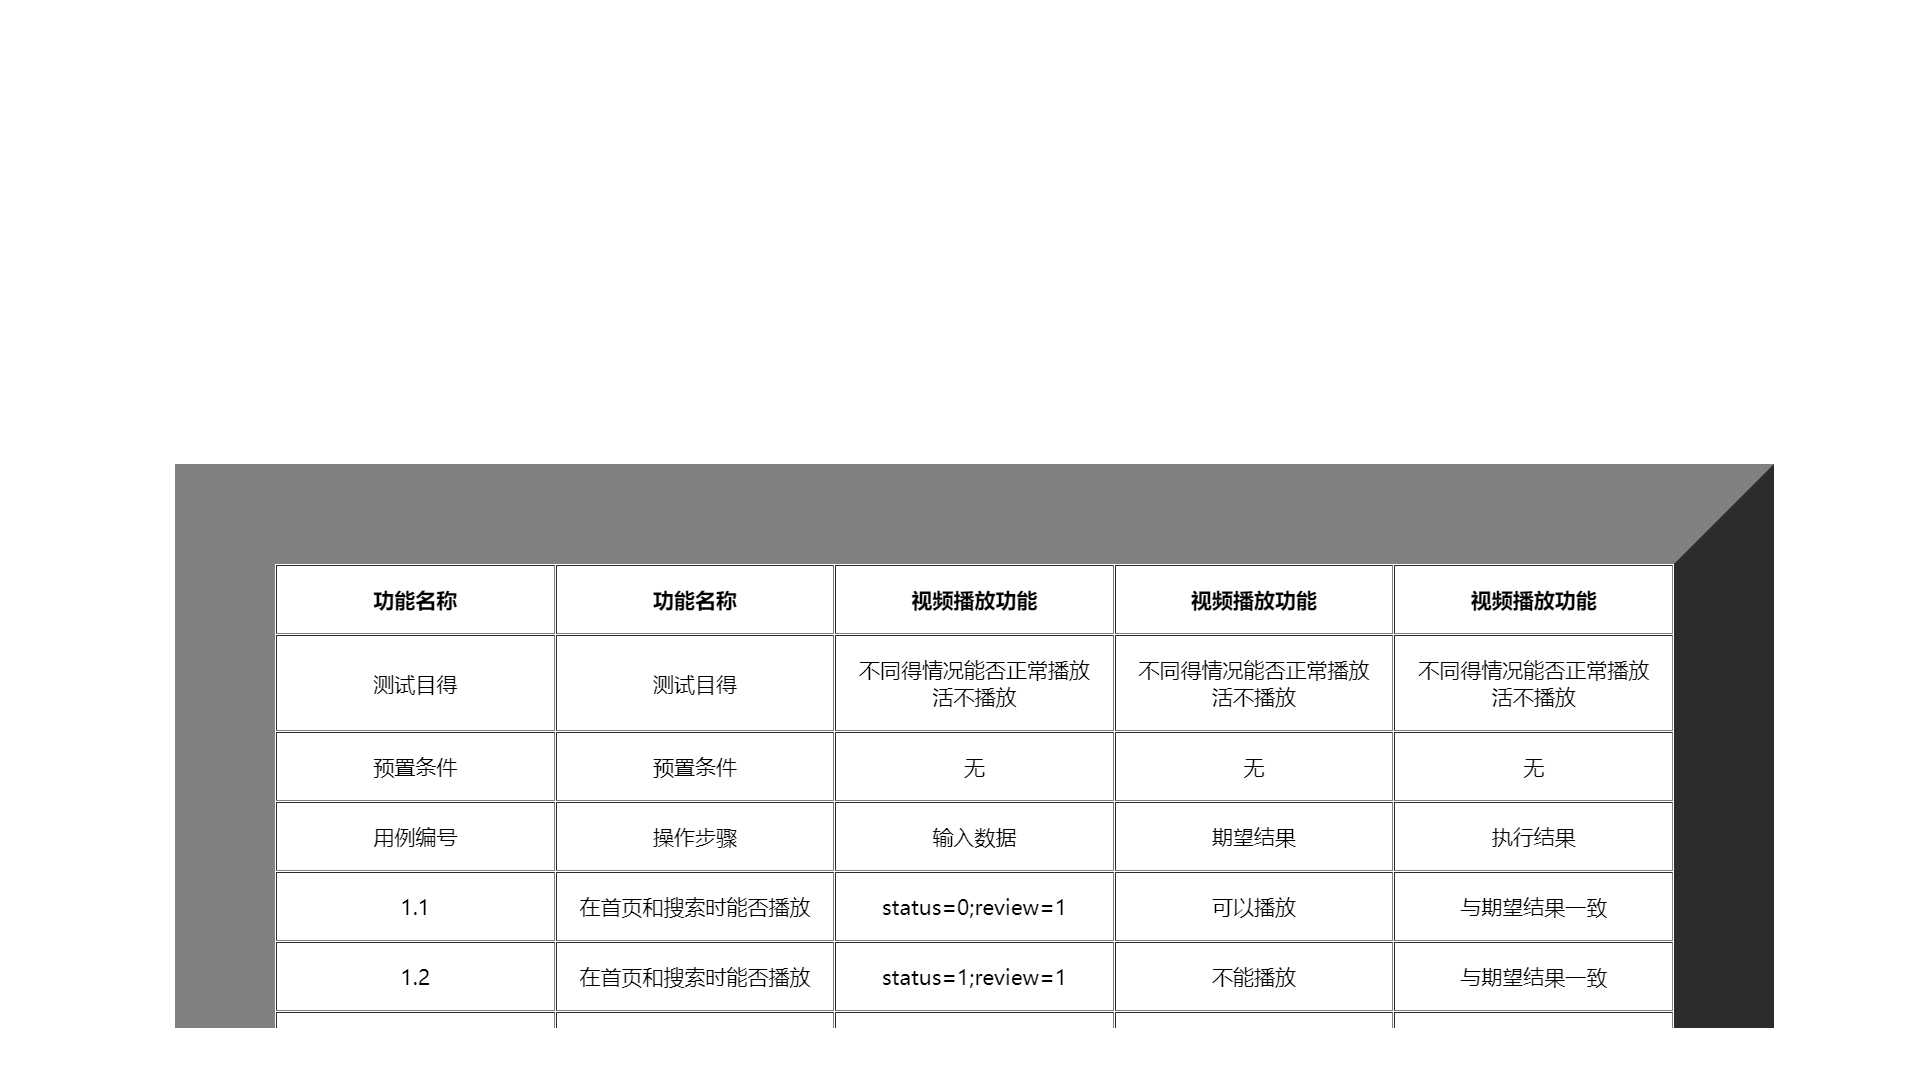 功能名称 功能名称 视频播放功能 视频播放功能 视频播放功能
测试目得 测试目得 不同得情况能否正常播放 不同得情况能否正常播放 不同得情况能否正常播放
活不播放 活不播放 活不播放
预置条件 预置条件 无 无 无
用例编号 操作步骤 输入数据 期望结果 执行结果
1.1 在首页和搜索时能否播放 status=0;review=1 可以播放 与期望结果一致
1.2 在首页和搜索时能否播放 status=1;review=1 不能播放 与期望结果一致